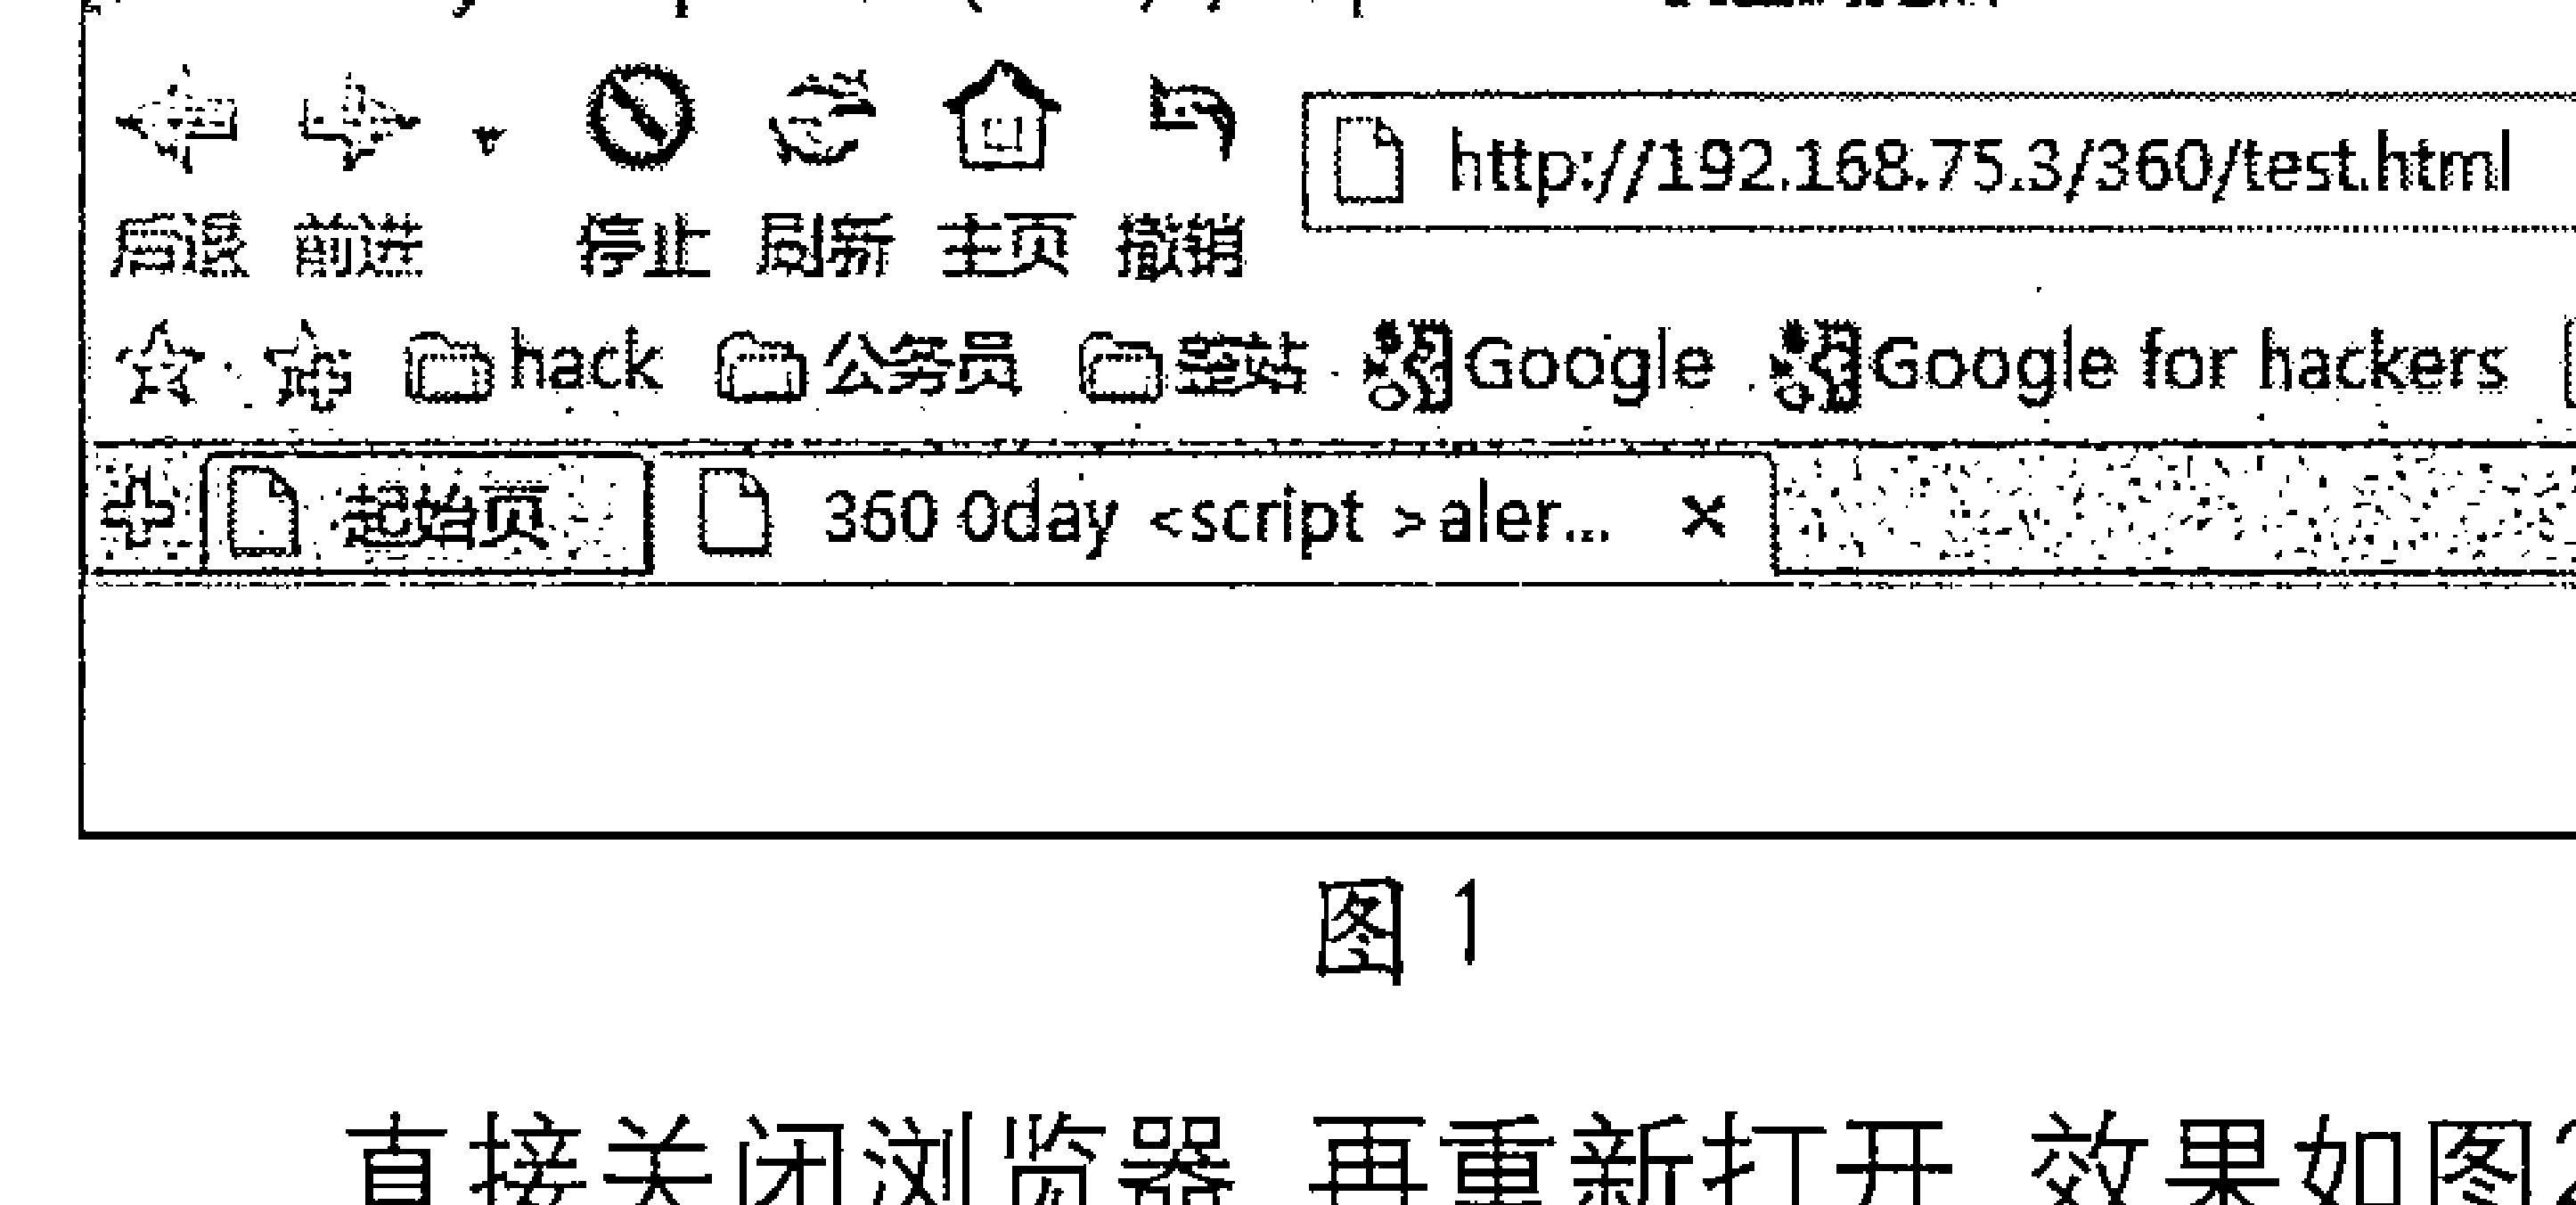 http://192.168.75.3/360/test.html
后退 前进 停止 刷新 主页 撤销
hack 公务员 整站 Google Google for hackers
起始页 360 0day <script >aler...
图 1
直接关闭浏览器 再重新打开 效果如图2